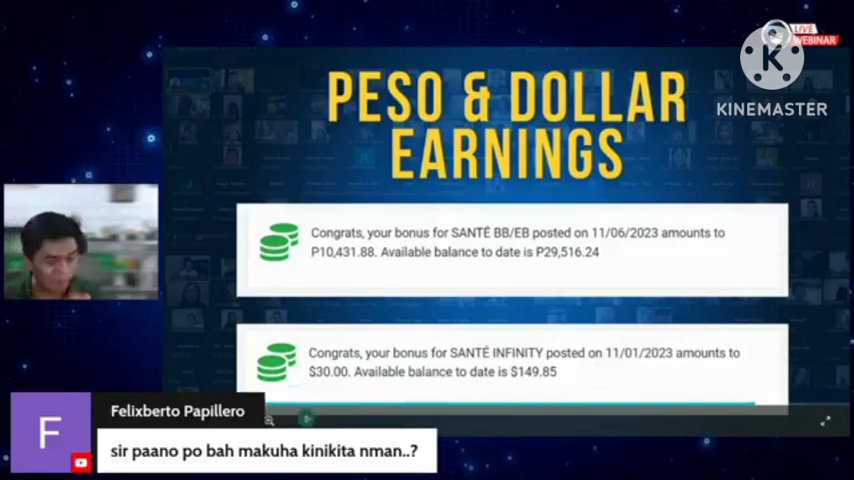 LIVE
WEBINAR
KINEMASTER
PESO & DOLLAR
EARNINGS
Congrats, your bonus for SANTÉ BB/EB posted on 11/06/2023 amounts to
P10,431.88. Available balance to date is P29,516.24
Congrats, your bonus for SANTÉ INFINITY posted on 11/01/2023 amounts to
$30.00. Available balance to date is $149.85
F
Felixberto Papillero
sir paano po bah makuha kinikita nman..?